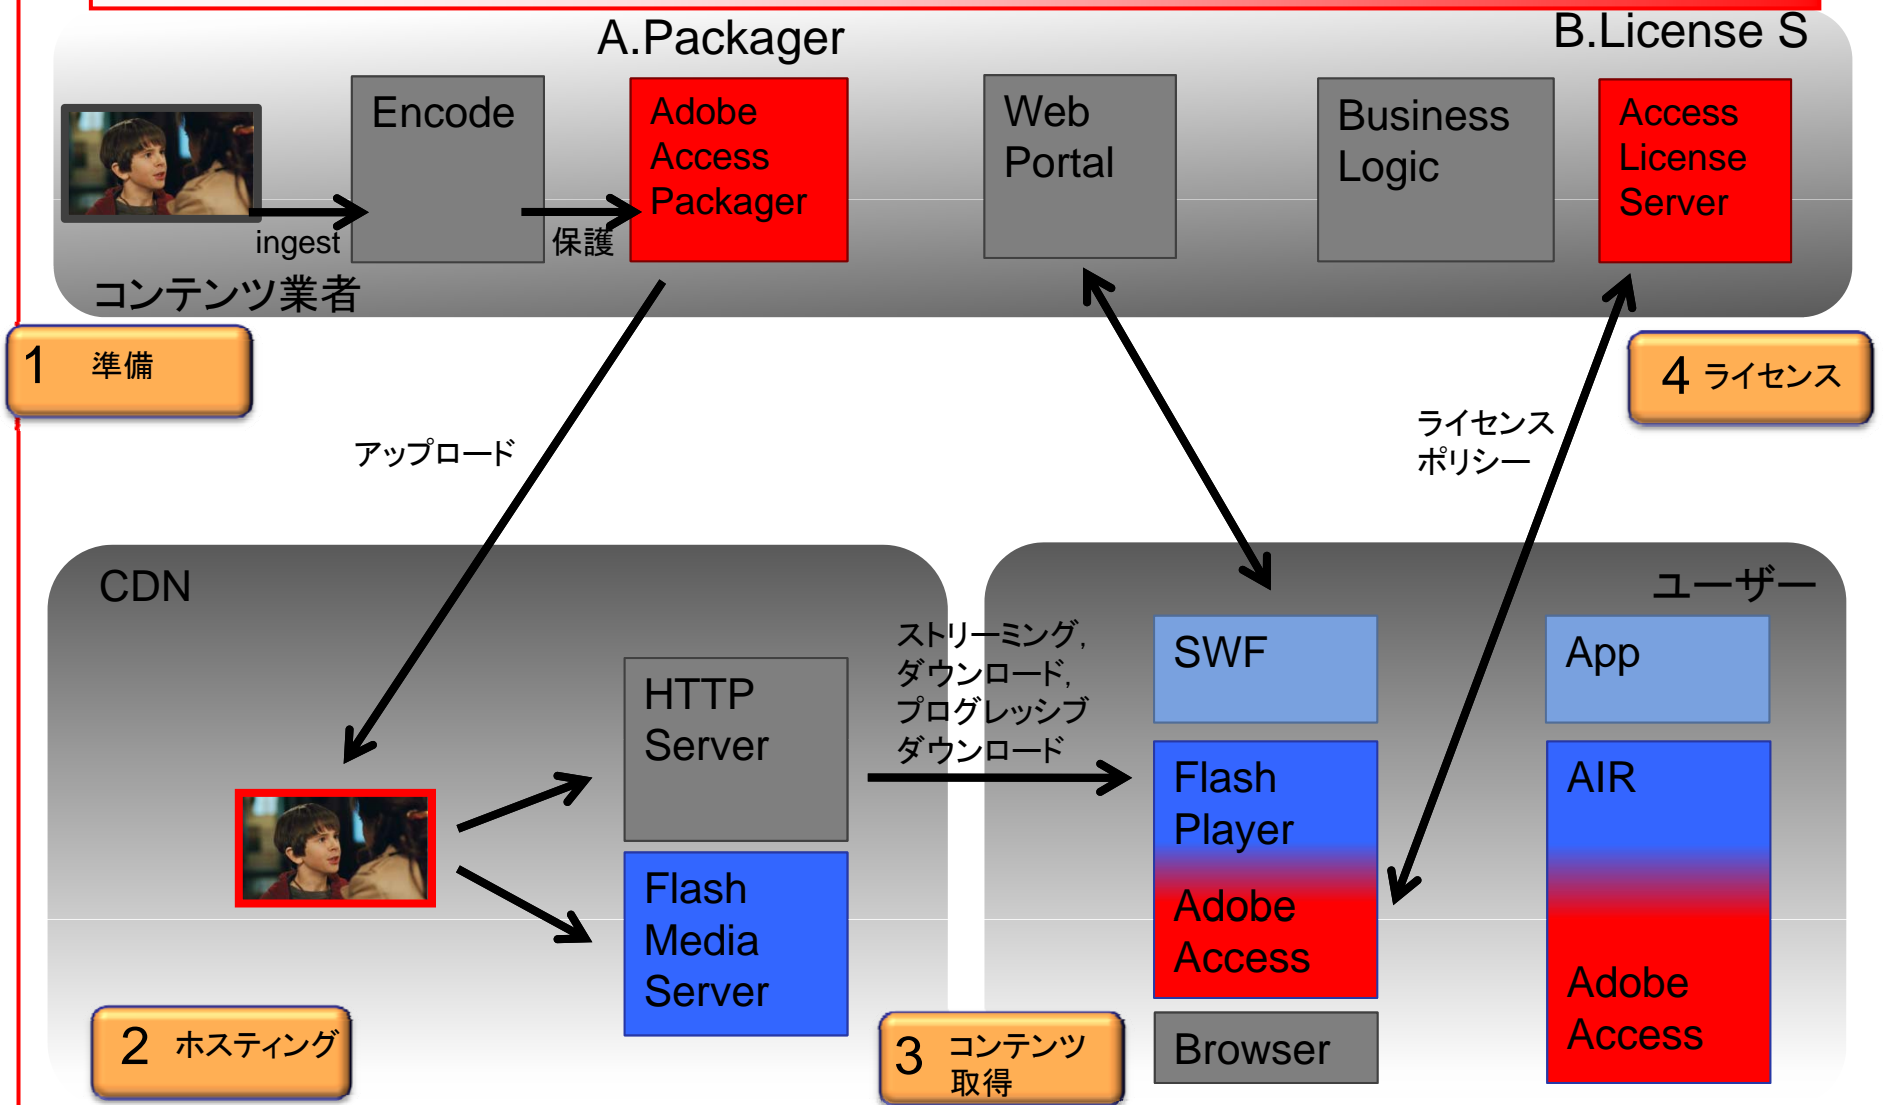 A.Packager
B.License S
Encode
Adobe
Access
Packager
Web
Portal
Business
Logic
Access
License
Server
ingest
保護
コンテンツ業者
1 準備
4 ライセンス
アップロード
ライセンス
ポリシー
CDN
ユーザー
HTTP
Server
Flash
Media
Server
ストリーミング,
ダウンロード,
プログレッシブ
ダウンロード
SWF
App
Flash
Player
Adobe
Access
AIR
Adobe
Access
Browser
2 ホスティング
3 コンテンツ
取得